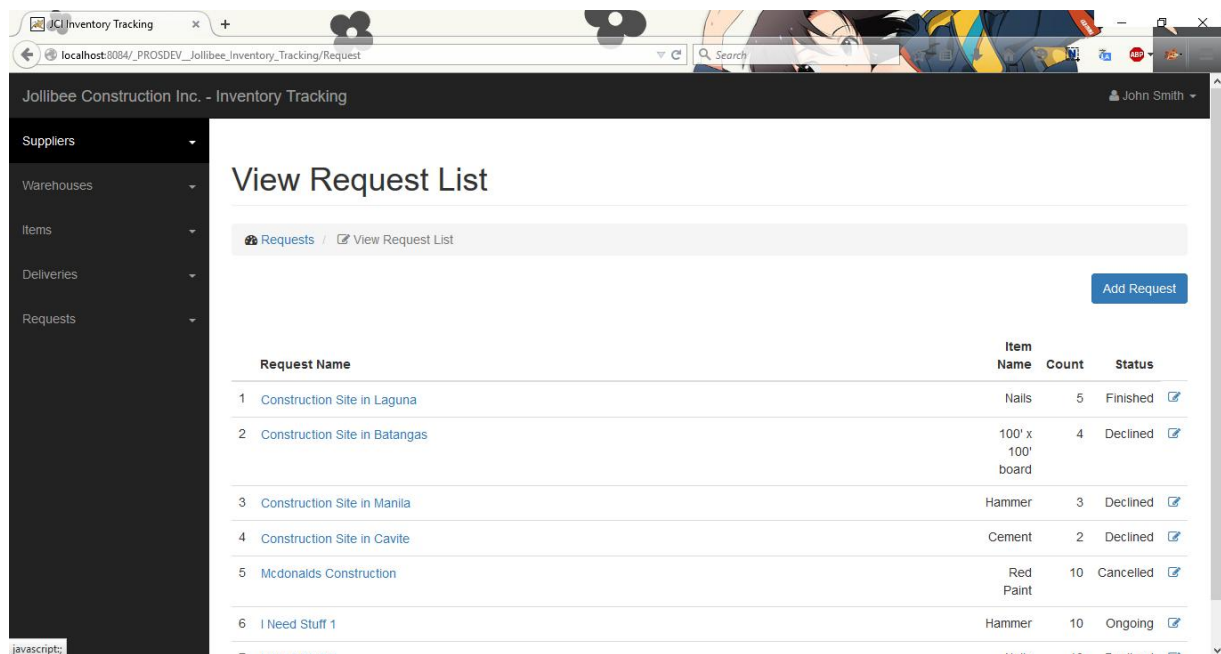 JCI Inventory Tracking
localhost:8084/_PROSDEV__Jollibee_Inventory_Tracking/Request
Search
ABP
Jollibee Construction Inc. - Inventory Tracking
John Smith
Suppliers
Warehouses
Items
Deliveries
Requests
View Request List
Requests / View Request List
Add Request
Request Name Item Name Count Status
1 Construction Site in Laguna Nails 5 Finished
2 Construction Site in Batangas 100' x 100' board 4 Declined
3 Construction Site in Manila Hammer 3 Declined
4 Construction Site in Cavite Cement 2 Declined
5 Mcdonalds Construction Red Paint 10 Cancelled
6 I Need Stuff 1 Hammer 10 Ongoing
javascript:;